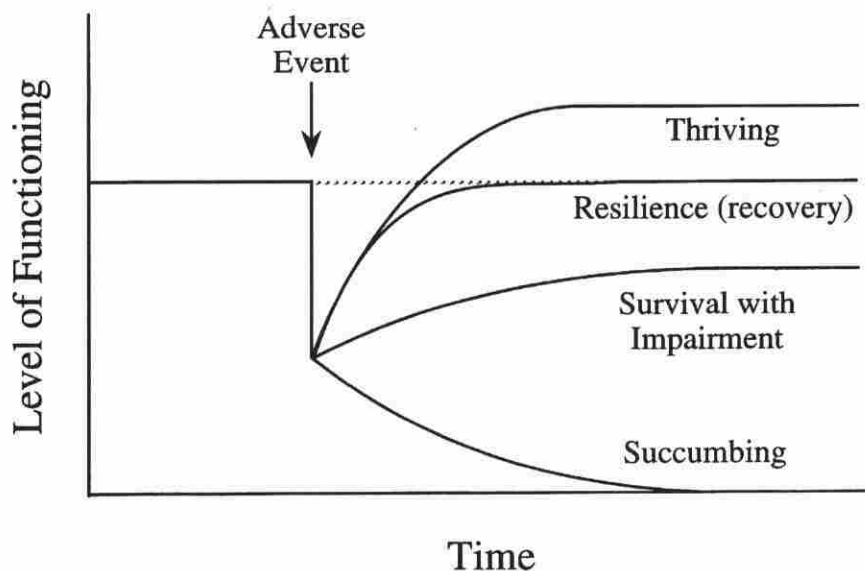 Adverse
Event
Level of Functioning
Thriving
Resilience (recovery)
Survival with
Impairment
Succumbing
Time